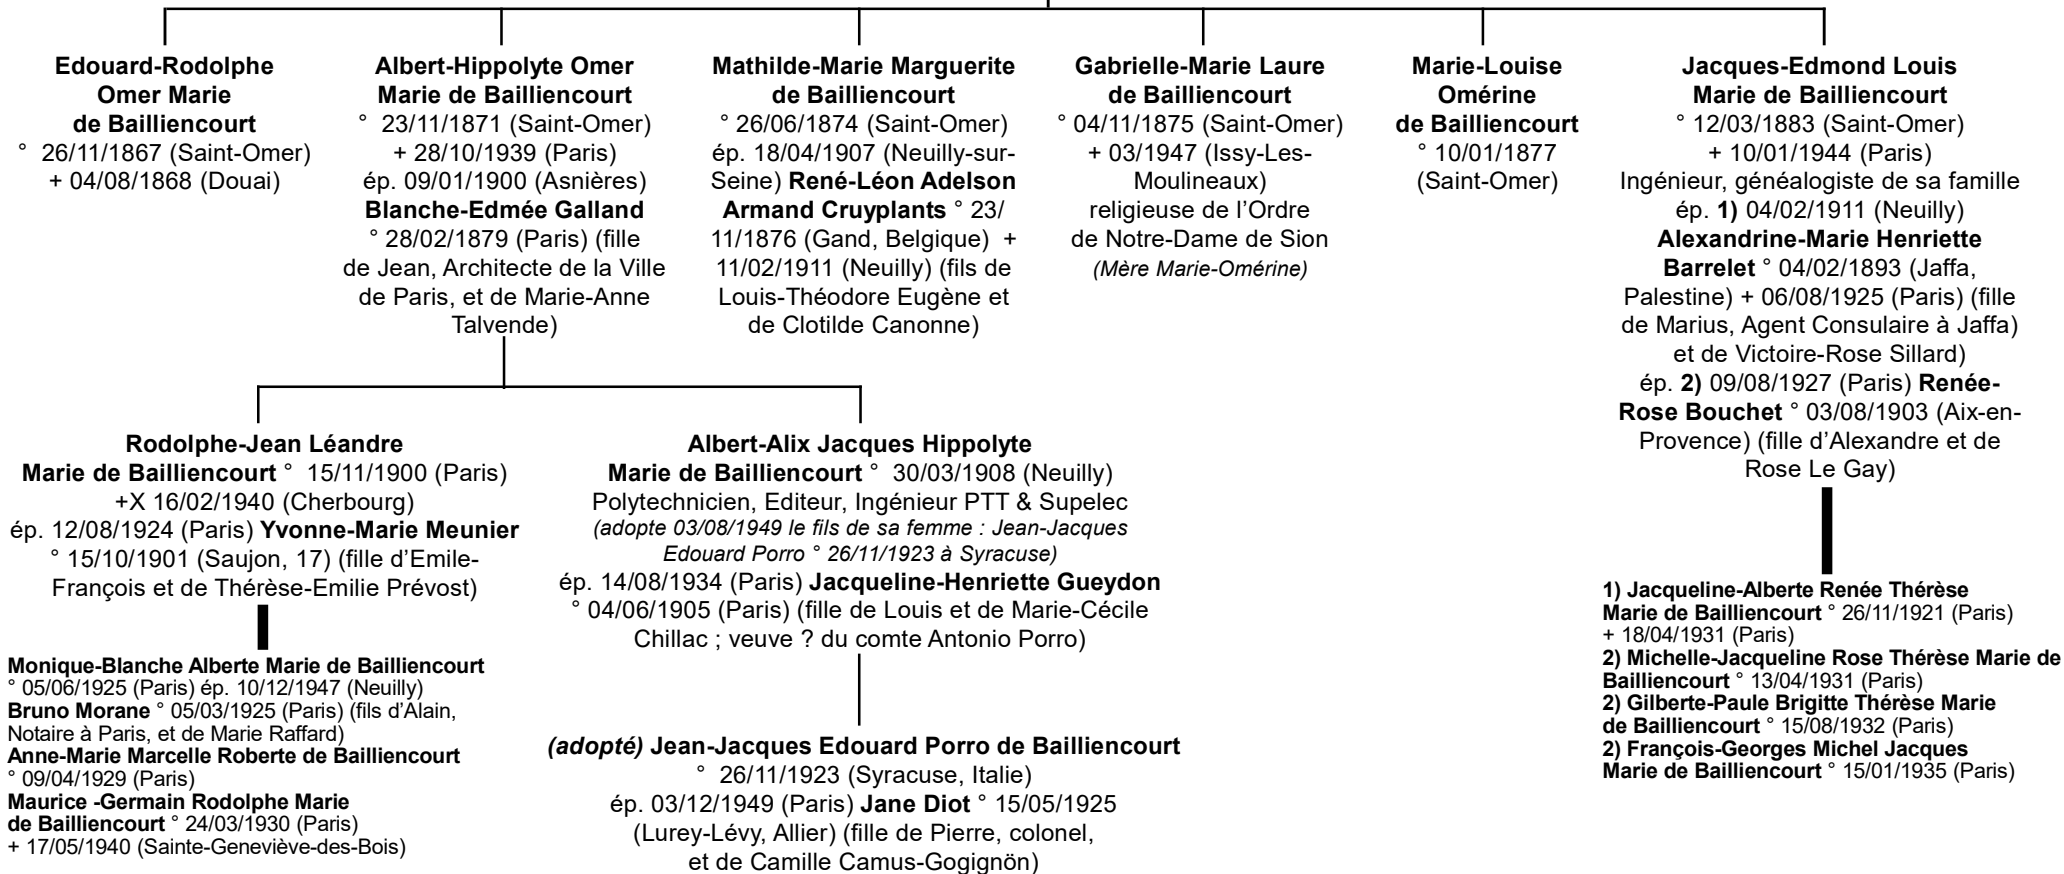 Edouard-Rodolphe
Omer Marie
de Bailliencourt
° 26/11/1867 (Saint-Omer)
+ 04/08/1868 (Douai)
Albert-Hippolyte Omer
Marie de Bailliencourt
° 23/11/1871 (Saint-Omer)
+ 28/10/1939 (Paris)
ép. 09/01/1900 (Asnières)
Blanche-Edmée Galland
° 28/02/1879 (Paris) (fille
de Jean, Architecte de la Ville
de Paris, et de Marie-Anne
Talvende)
Mathilde-Marie Marguerite
de Bailliencourt
° 26/06/1874 (Saint-Omer)
ép. 18/04/1907 (Neuilly-sur-
Seine) René-Léon Adelson
Armand Cruyplants ° 23/
11/1876 (Gand, Belgique) +
11/02/1911 (Neuilly) (fils de
Louis-Théodore Eugène et
de Clotilde Canonne)
Gabrielle-Marie Laure
de Bailliencourt
° 04/11/1875 (Saint-Omer)
+ 03/1947 (Issy-Les-
Moulineaux)
religieuse de l'Ordre
de Notre-Dame de Sion
(Mère Marie-Omérine)
Marie-Louise
Omérine
de Bailliencourt
° 10/01/1877
(Saint-Omer)
Jacques-Edmond Louis
Marie de Bailliencourt
° 12/03/1883 (Saint-Omer)
+ 10/01/1944 (Paris)
Ingénieur, généalogiste de sa famille
ép. 1) 04/02/1911 (Neuilly)
Alexandrine-Marie Henriette
Barrelet ° 04/02/1893 (Jaffa,
Palestine) + 06/08/1925 (Paris) (fille
de Marius, Agent Consulaire à Jaffa)
et de Victoire-Rose Sillard)
ép. 2) 09/08/1927 (Paris) Renée-
Rose Bouchet ° 03/08/1903 (Aix-en-
Provence) (fille d'Alexandre et de
Rose Le Gay)
Rodolphe-Jean Léandre
Marie de Bailliencourt ° 15/11/1900 (Paris)
+X 16/02/1940 (Cherbourg)
ép. 12/08/1924 (Paris) Yvonne-Marie Meunier
° 15/10/1901 (Saujon, 17) (fille d'Emile-
François et de Thérèse-Emilie Prévost)
Albert-Alix Jacques Hippolyte
Marie de Bailliencourt ° 30/03/1908 (Neuilly)
Polytechnicien, Editeur, Ingénieur PTT & Supelec
(adopte 03/08/1949 le fils de sa femme : Jean-Jacques
Edouard Porro ° 26/11/1923 à Syracuse)
ép. 14/08/1934 (Paris) Jacqueline-Henriette Gueydon
° 04/06/1905 (Paris) (fille de Louis et de Marie-Cécile
Chillac ; veuve ? du comte Antonio Porro)
Monique-Blanche Alberte Marie de Bailliencourt
° 05/06/1925 (Paris) ép. 10/12/1947 (Neuilly)
Bruno Morane ° 05/03/1925 (Paris) (fils d'Alain,
Notaire à Paris, et de Marie Raffard)
Anne-Marie Marcelle Roberte de Bailliencourt
° 09/04/1929 (Paris)
Maurice -Germain Rodolphe Marie
de Bailliencourt ° 24/03/1930 (Paris)
+ 17/05/1940 (Sainte-Geneviève-des-Bois)
(adopté) Jean-Jacques Edouard Porro de Bailliencourt
° 26/11/1923 (Syracuse, Italie)
ép. 03/12/1949 (Paris) Jane Diot ° 15/05/1925
(Lurey-Lévy, Allier) (fille de Pierre, colonel,
et de Camille Camus-Gogignön)
1) Jacqueline-Alberte Renée Thérèse
Marie de Bailliencourt ° 26/11/1921 (Paris)
+ 18/04/1931 (Paris)
2) Michelle-Jacqueline Rose Thérèse Marie de
Bailliencourt ° 13/04/1931 (Paris)
2) Gilberte-Paule Brigitte Thérèse Marie
de Bailliencourt ° 15/08/1932 (Paris)
2) François-Georges Michel Jacques
Marie de Bailliencourt ° 15/01/1935 (Paris)